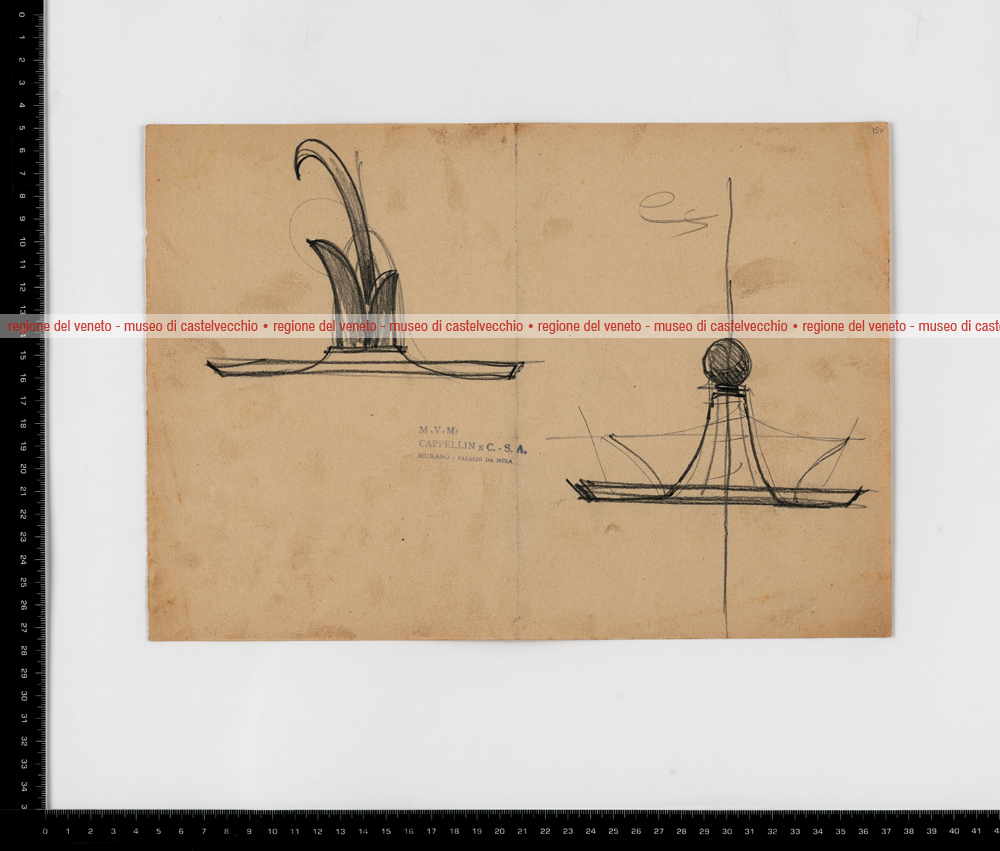 15v
regione del veneto - museo di castelvecchio • regione del veneto - museo di castelvecchio • regione del veneto - museo di castelvecchio • regione del veneto - museo di caste
M.V.M.
CAPPELLIN E C. - S. A.
MURANO - PALAZZO DA MULA
0 1 2 3 4 5 6 7 8 9 10 11 12 13 15 16 17 18 19 20 21 22 23 24 25 26 27 28 29 30 31 32 33 34 3
0 1 2 3 4 5 6 7 8 9 10 11 12 13 14 15 16 17 18 19 20 21 22 23 24 25 26 27 28 29 30 31 32 33 34 35 36 37 38 39 40 41 4